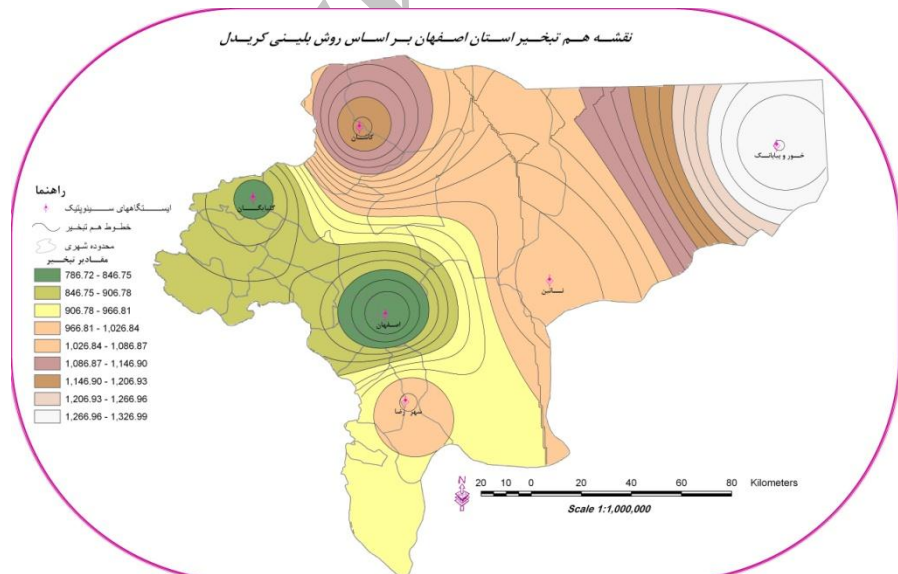 نقشه هم تبخیر استان اصفهان بر اساس روش بلینی کریدل
کاشان
خور و بیابانک
گلپایگان
نائین
اصفهان
شهر رضا
راهنما
ایستگاههای سینوپتیک
خطوط هم تبخیر
محدوده شهری
مقادیر تبخیر
786.72 - 846.75
846.75 - 906.78
906.78 - 966.81
966.81 - 1,026.84
1,026.84 - 1,086.87
1,086.87 - 1,146.90
1,146.90 - 1,206.93
1,206.93 - 1,266.96
1,266.96 - 1,326.99
N
20 10 0 20 40 60 80 Kilometers
Scale 1:1,000,000